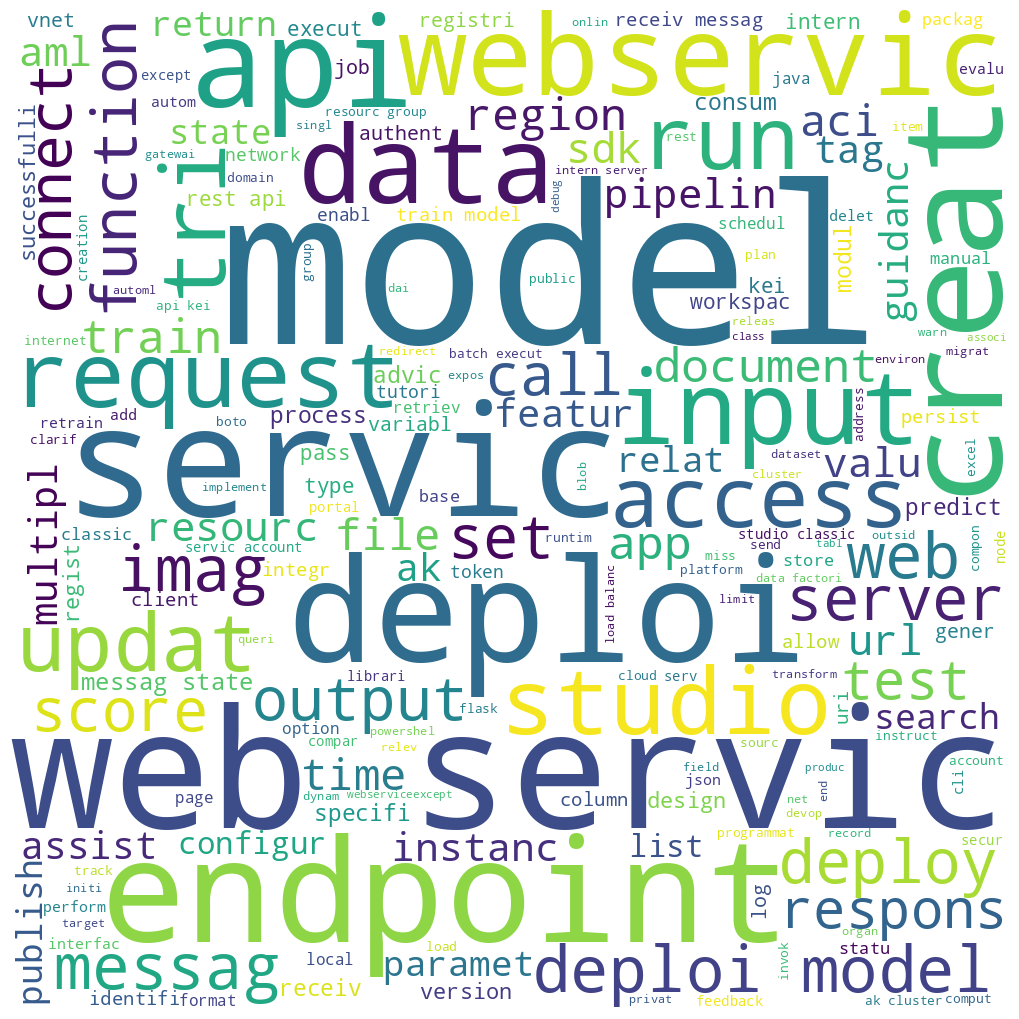 vnet
return
execut
registri
onlin
receiv messag
intern
packag
aml
api
webservic
except
job
java
evalu
function
connect
autom
resourc group
singl
authent
region
consum
state
tri
data
sdk
run
aci
tag
item
creat
successfulli
gatewai
network
domain
rest
intern server
rest api
enabl
train model
debug
pipelin
schedul
delet
guidanc
modul
creation
model
group
plan
manual
automl
dai
public
kei
workspac
api kei
releas
class
warn
associ
internet
train
redirect
batch execut
environ
migrat
request
advic
expos
call
document
tutori
input
address
retriev
featur
persist
retrain
add
process
boto
variabl
clarif
servic
pass
blob
relat
dataset
valu
excel
cluster
multipl
implement
type
base
portal
access
predict
classic
resourc
file
set
runtim
app
studio classic
send
tabl
outsid
web
compon
node
servic account
regist
imag
integr
ak
token
miss
store
platform
data factori
client
deploi
load balanc
limit
server
updat
queri
allow
url
gener
messag state
librari
cloud serv
transform
test
score
output
flask
studio
uri
search
option
powershel
compar
relev
sourc
instruct
web servic
time
field
produc
account
page
dynam
webserviceexcept
json
end
cli
specifi
column
design
net
devop
assist
configur
instanc
list
programmat
record
secur
publish
track
endpoint
deploy
initi
perform
log
respons
target
interfac
load
organ
messag
local
paramet
deploi model
statu
invok
receiv
version
identifi
format
privat
feedback
ak cluster
comput